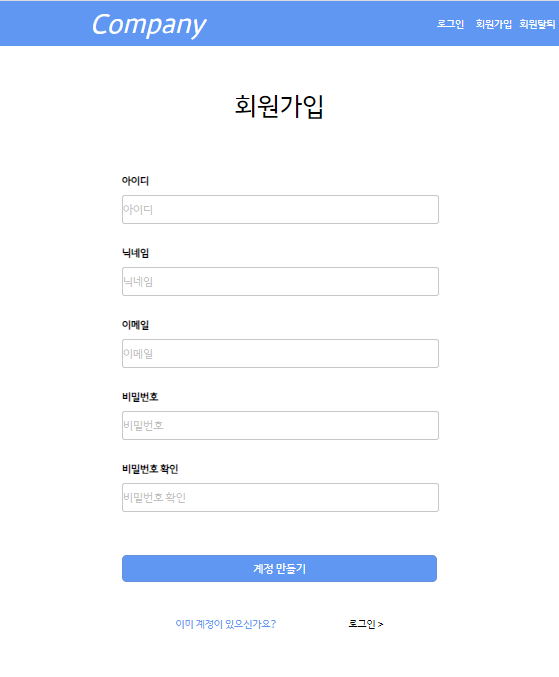 Company
로그인 회원가입 회원탈퇴
회원가입
아이디
아이디
닉네임
닉네임
이메일
이메일
비밀번호
비밀번호
비밀번호 확인
비밀번호 확인
계정 만들기
이미 계정이 있으신가요? 로그인 >